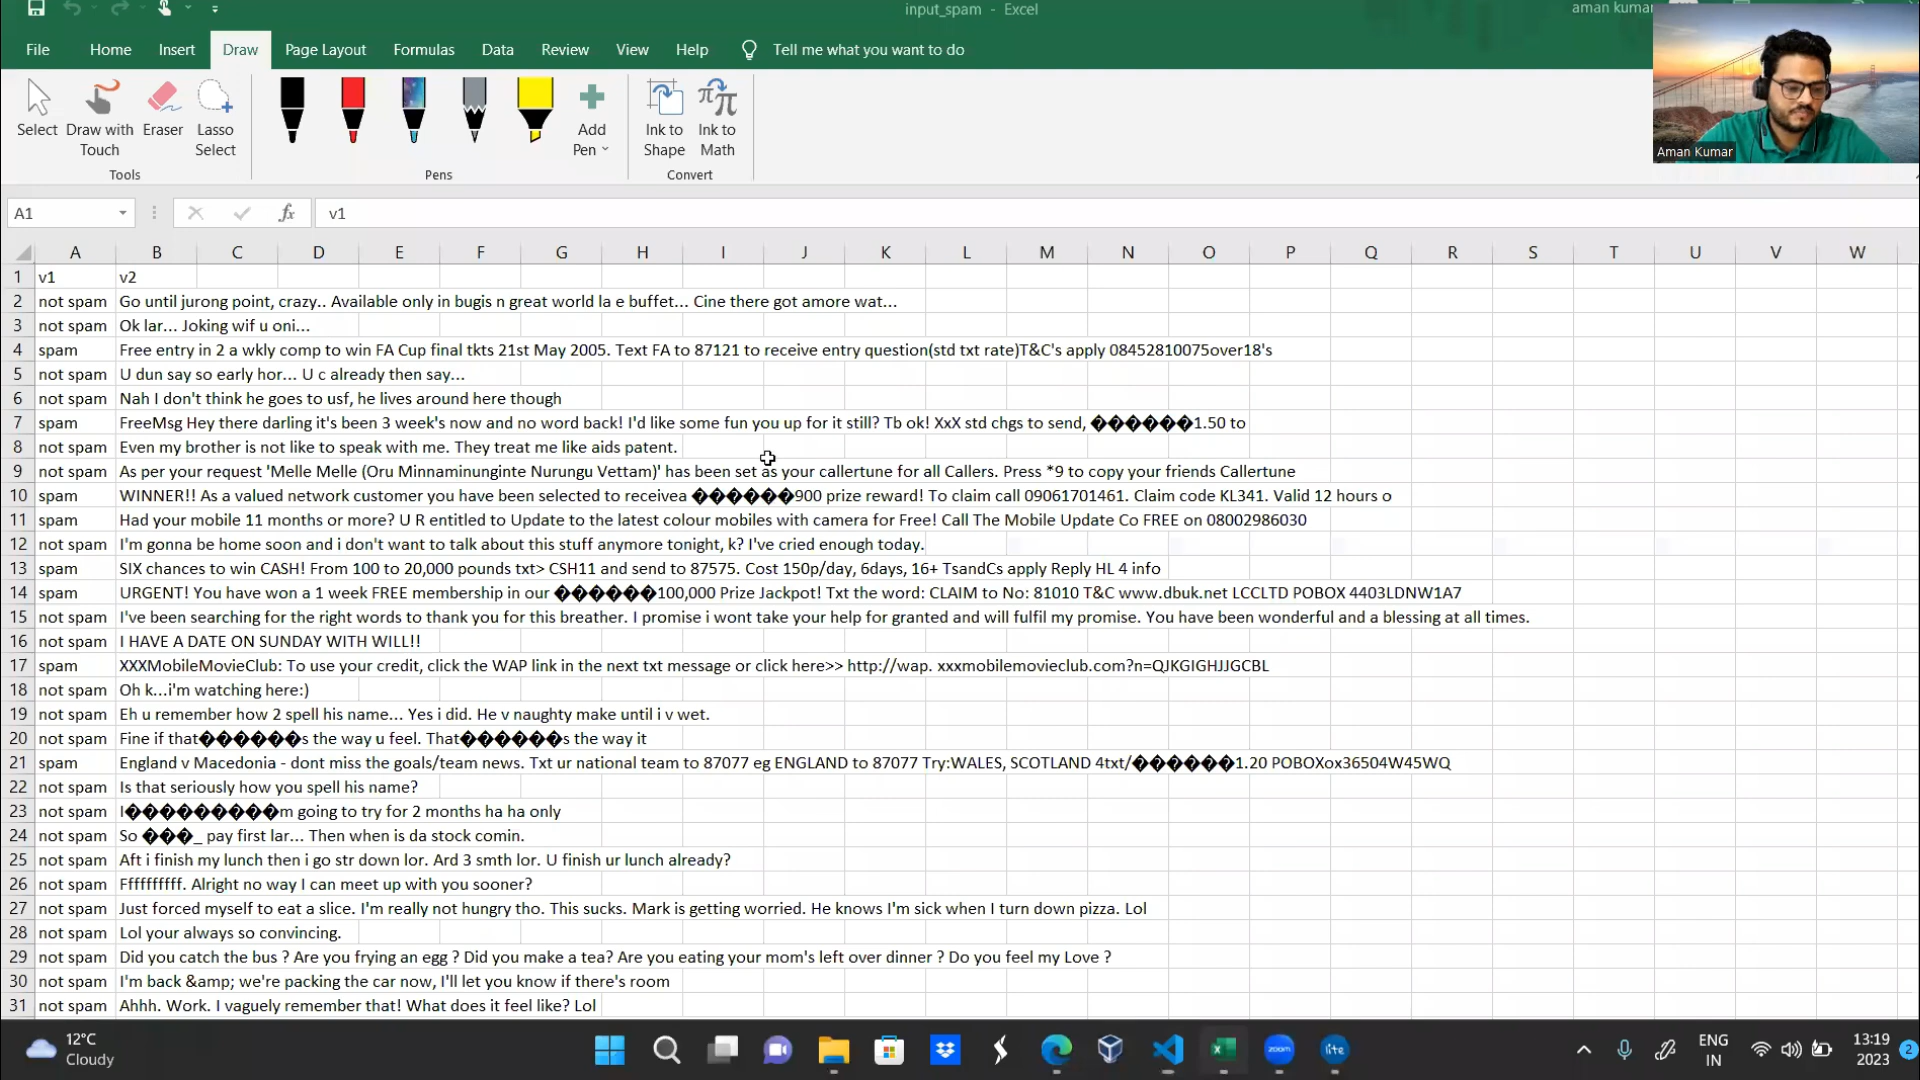 input_spam - Excel
aman kumar
File Home Insert Draw Page Layout Formulas Data Review View Help Tell me what you want to do
Select Draw with Touch Eraser Lasso Select Add Pen Ink to Shape Ink to Math
Tools Pens Convert
Aman Kumar
A1 fx v1
A B C D E F G H I J K L M N O P Q R S T U V W
1 v1 v2
2 not spam Go until jurong point, crazy.. Available only in bugis n great world la e buffet... Cine there got amore wat...
3 not spam Ok lar... Joking wif u oni...
4 spam Free entry in 2 a wkly comp to win FA Cup final tkts 21st May 2005. Text FA to 87121 to receive entry question(std txt rate)T&C's apply 08452810075over18's
5 not spam U dun say so early hor... U c already then say...
6 not spam Nah I don't think he goes to usf, he lives around here though
7 spam FreeMsg Hey there darling it's been 3 week's now and no word back! I'd like some fun you up for it still? Tb ok! XxX std chgs to send, ������1.50 to
8 not spam Even my brother is not like to speak with me. They treat me like aids patent.
9 not spam As per your request 'Melle Melle (Oru Minnaminunginte Nurungu Vettam)' has been set as your callertune for all Callers. Press *9 to copy your friends Callertune
10 spam WINNER!! As a valued network customer you have been selected to receivea ������900 prize reward! To claim call 09061701461. Claim code KL341. Valid 12 hours o
11 spam Had your mobile 11 months or more? U R entitled to Update to the latest colour mobiles with camera for Free! Call The Mobile Update Co FREE on 08002986030
12 not spam I'm gonna be home soon and i don't want to talk about this stuff anymore tonight, k? I've cried enough today.
13 spam SIX chances to win CASH! From 100 to 20,000 pounds txt> CSH11 and send to 87575. Cost 150p/day, 6days, 16+ TsandCs apply Reply HL 4 info
14 spam URGENT! You have won a 1 week FREE membership in our ������100,000 Prize Jackpot! Txt the word: CLAIM to No: 81010 T&C www.dbuk.net LCCLTD POBOX 4403LDNW1A7
15 not spam I've been searching for the right words to thank you for this breather. I promise i wont take your help for granted and will fulfil my promise. You have been wonderful and a blessing at all times.
16 not spam I HAVE A DATE ON SUNDAY WITH WILL!!
17 spam XXXMobileMovieClub: To use your credit, click the WAP link in the next txt message or click here>> http://wap. xxxmobilemovieclub.com?n=QJKGIGHJJGCBL
18 not spam Oh k...i'm watching here:)
19 not spam Eh u remember how 2 spell his name... Yes i did. He v naughty make until i v wet.
20 not spam Fine if that������s the way u feel. That������s the way it
21 spam England v Macedonia - dont miss the goals/team news. Txt ur national team to 87077 eg ENGLAND to 87077 Try:WALES, SCOTLAND 4txt/������1.20 POBOXox36504W45WQ
22 not spam Is that seriously how you spell his name?
23 not spam I���������m going to try for 2 months ha ha only
24 not spam So ���_ pay first lar... Then when is da stock comin.
25 not spam Aft i finish my lunch then i go str down lor. Ard 3 smth lor. U finish ur lunch already?
26 not spam Ffffffffff. Alright no way I can meet up with you sooner?
27 not spam Just forced myself to eat a slice. I'm really not hungry tho. This sucks. Mark is getting worried. He knows I'm sick when I turn down pizza. Lol
28 not spam Lol your always so convincing.
29 not spam Did you catch the bus ? Are you frying an egg ? Did you make a tea? Are you eating your mom's left over dinner ? Do you feel my Love ?
30 not spam I'm back &amp; we're packing the car now, I'll let you know if there's room
31 not spam Ahhh. Work. I vaguely remember that! What does it feel like? Lol
12°C
Cloudy
zoom
lite
ENG
IN
13:19
2023
2